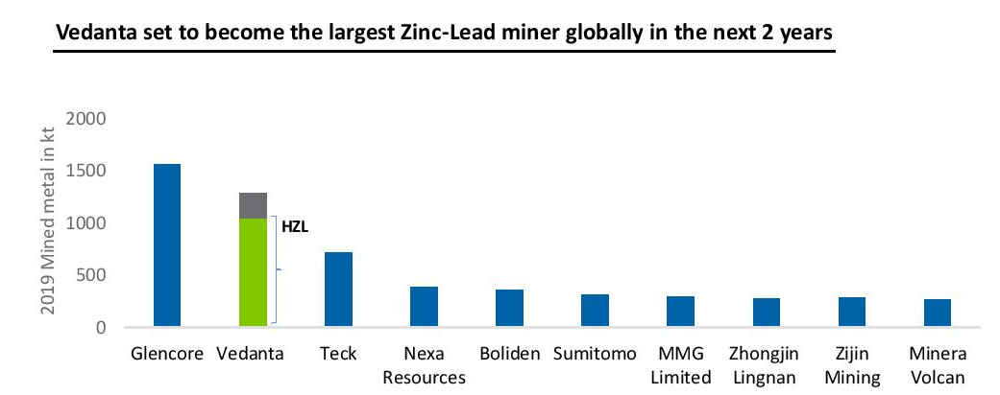 Vedanta set to become the largest Zinc-Lead miner globally in the next 2 years
2019 Mined metal in kt
2000
1500
1000
500
0
HZL
Glencore Vedanta Teck Nexa Resources Boliden Sumitomo MMG Limited Zhongjin Lingnan Zijin Mining Minera Volcan